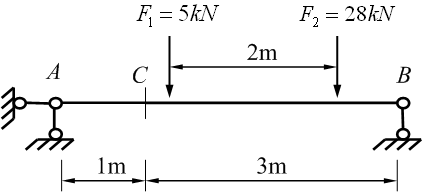 F₁ = 5kN F₂ = 28kN
2m
A C B
1m 3m